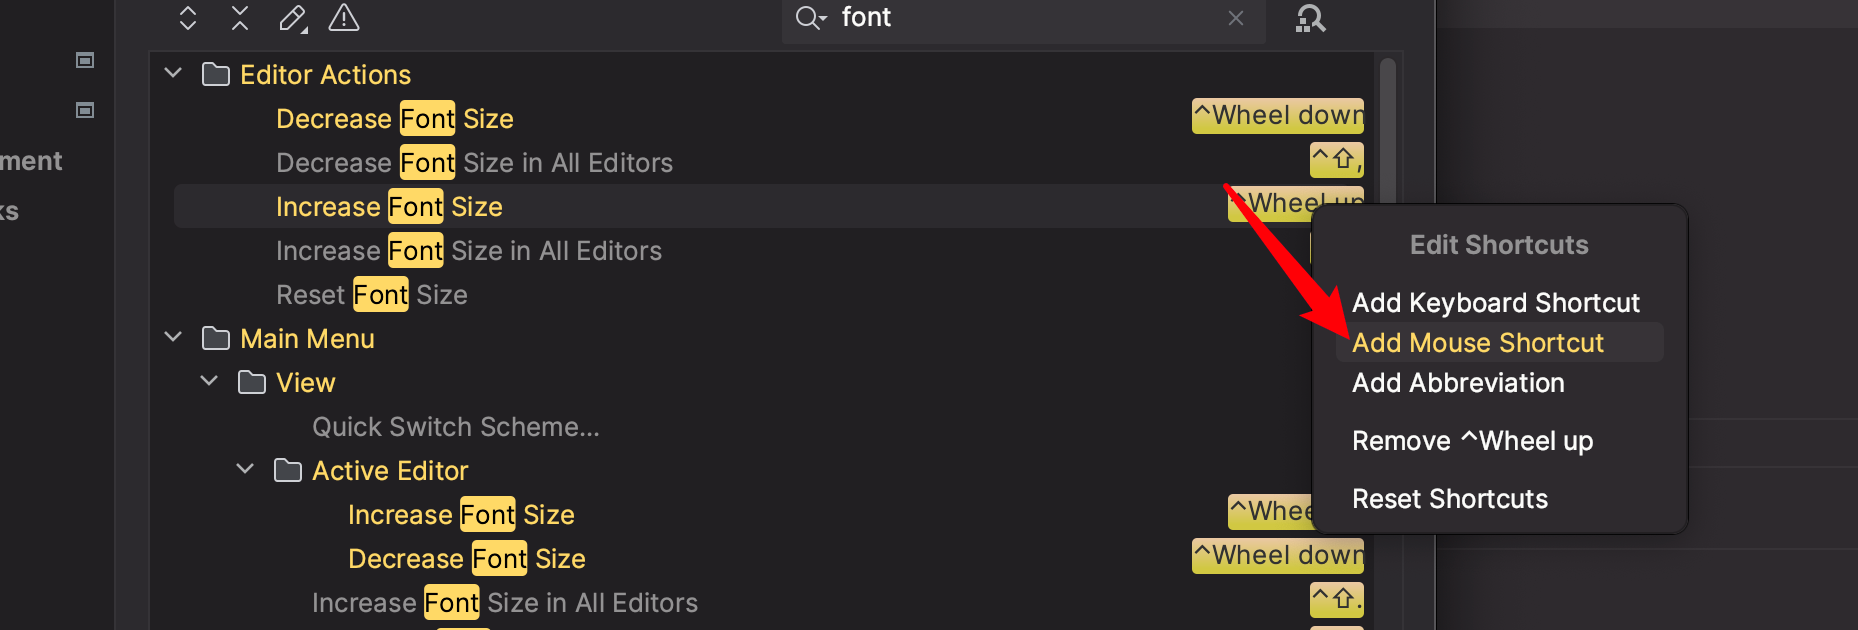 font
Editor Actions
Decrease Font Size ^Wheel down
Decrease Font Size in All Editors ^⇧,
Increase Font Size ^Wheel up
Increase Font Size in All Editors
Reset Font Size
Main Menu
View
Quick Switch Scheme...
Active Editor
Increase Font Size ^Whee
Decrease Font Size ^Wheel down
Increase Font Size in All Editors ^⇧.
ment
ks
Edit Shortcuts
Add Keyboard Shortcut
Add Mouse Shortcut
Add Abbreviation
Remove ^Wheel up
Reset Shortcuts